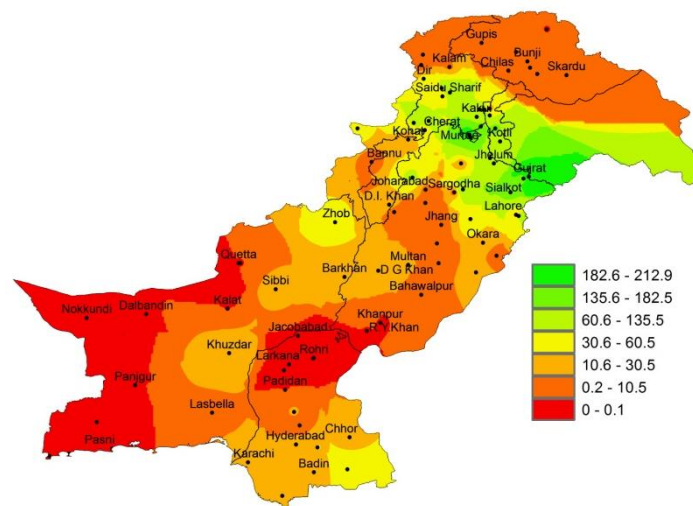 Gupis
Kalam
Bunji
Dir
Chilas
Skardu
Saidu Sharif
Kakul
Cherat
Kohat
Murree
Kotli
Bannu
Jhelum
Joharabad
Sargodha
Gujrat
D.I. Khan
Sialkot
Zhob
Jhang
Lahore
Okara
Quetta
Multan
Sibbi
Barkhan
D G Khan
Bahawalpur
Kalat
Nokkundi
Dalbandin
Khanpur
R Y Khan
Jacobabad
Khuzdar
Larkana
Rohri
Panjgur
Padidan
Lasbella
Pasni
Hyderabad
Chhor
Karachi
Badin
182.6 - 212.9
135.6 - 182.5
60.6 - 135.5
30.6 - 60.5
10.6 - 30.5
0.2 - 10.5
0 - 0.1